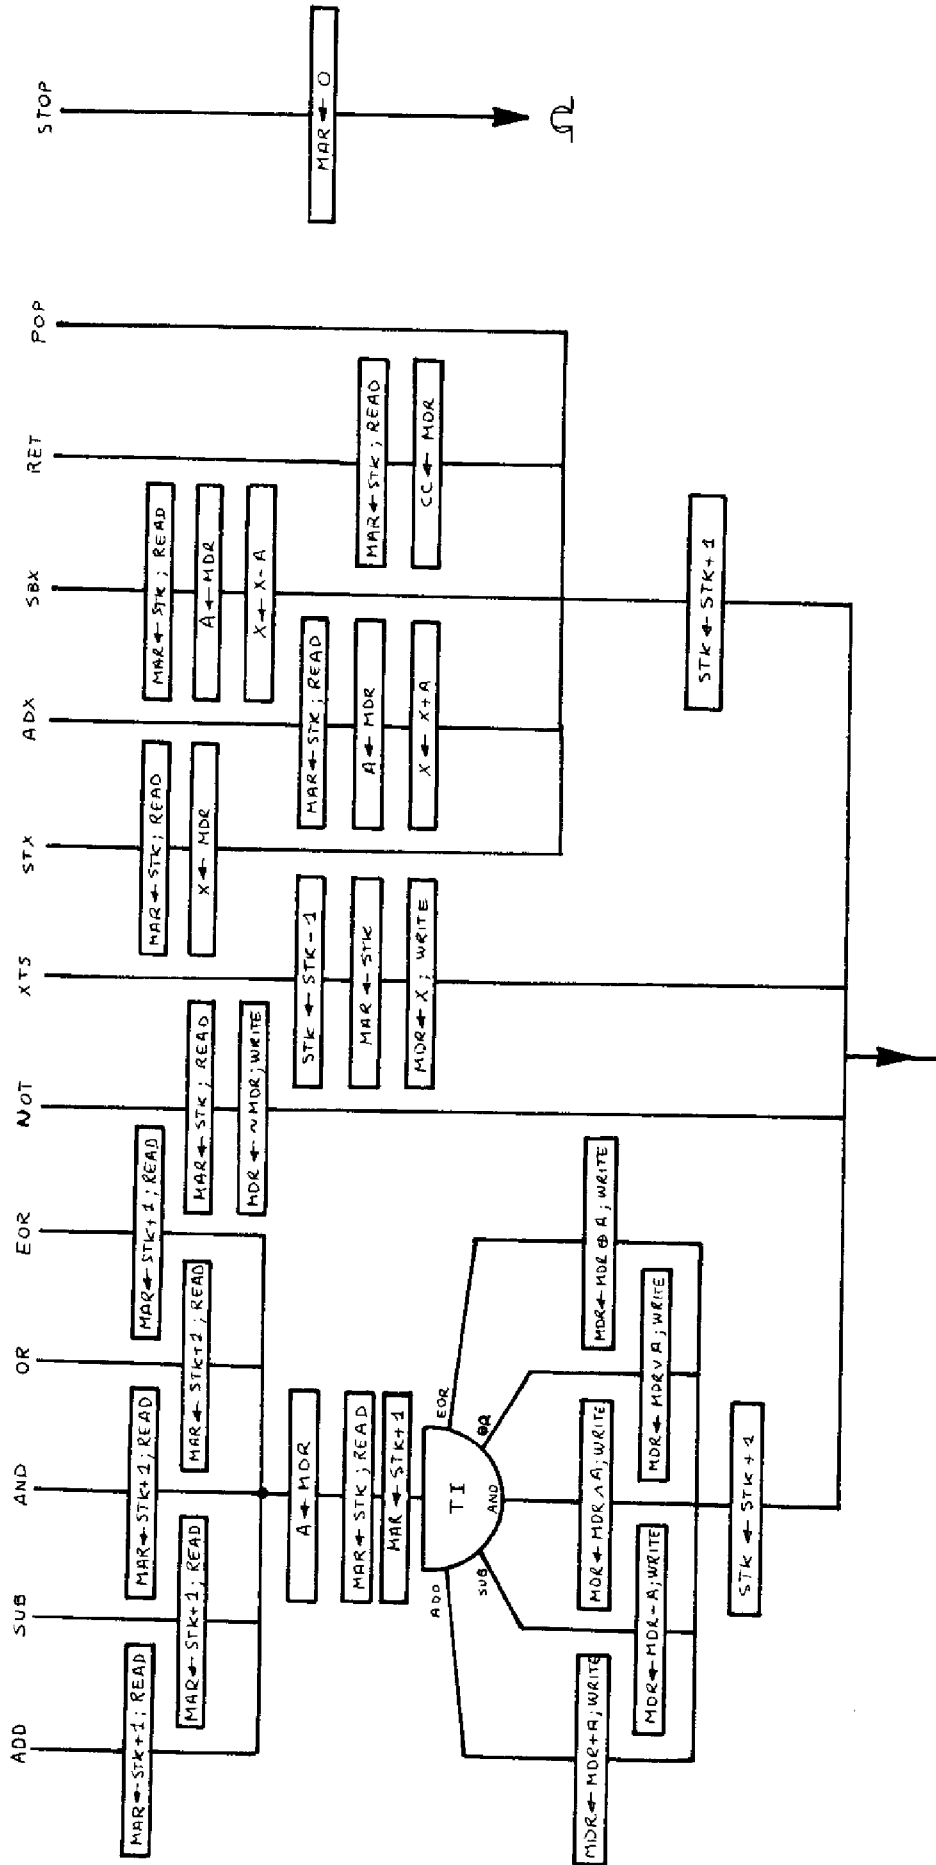 ADD
MAR ← STK+1; READ
SUB
MAR ← STK+1; READ
AND
MAR ← STK+1; READ
OR
MAR ← STK+1; READ
EOR
MAR ← STK+1; READ
A ← MDR
MAR ← STK; READ
MAR ← STK+1
TI
ADD
SUB
AND
OR
EOR
MDR ← MDR+A; WRITE
MDR ← MDR-A; WRITE
MDR ← MDR ∧ A; WRITE
MDR ← MDR ∨ A; WRITE
MDR ← MDR ⊕ A; WRITE
STK ← STK+1
NOT
MAR ← STK; READ
MDR ← ~MDR; WRITE
XTS
STK ← STK-1
MAR ← STK
MDR ← X; WRITE
STX
MAR ← STK; READ
X ← MDR
ADX
MAR ← STK; READ
A ← MDR
X ← X+A
SBX
MAR ← STK; READ
A ← MDR
X ← X-A
RET
MAR ← STK; READ
CC ← MDR
POP
STK ← STK+1
STOP
MAR ← 0
Ω